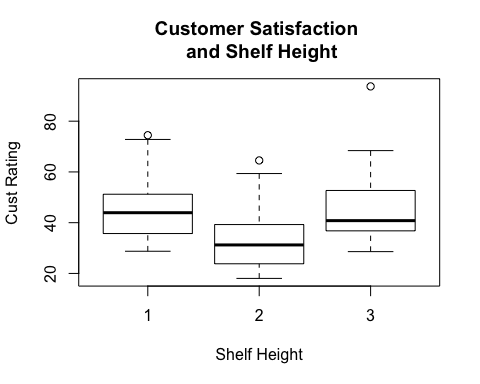 Customer Satisfaction
and Shelf Height
Cust Rating
80
60
40
20
1 2 3
Shelf Height